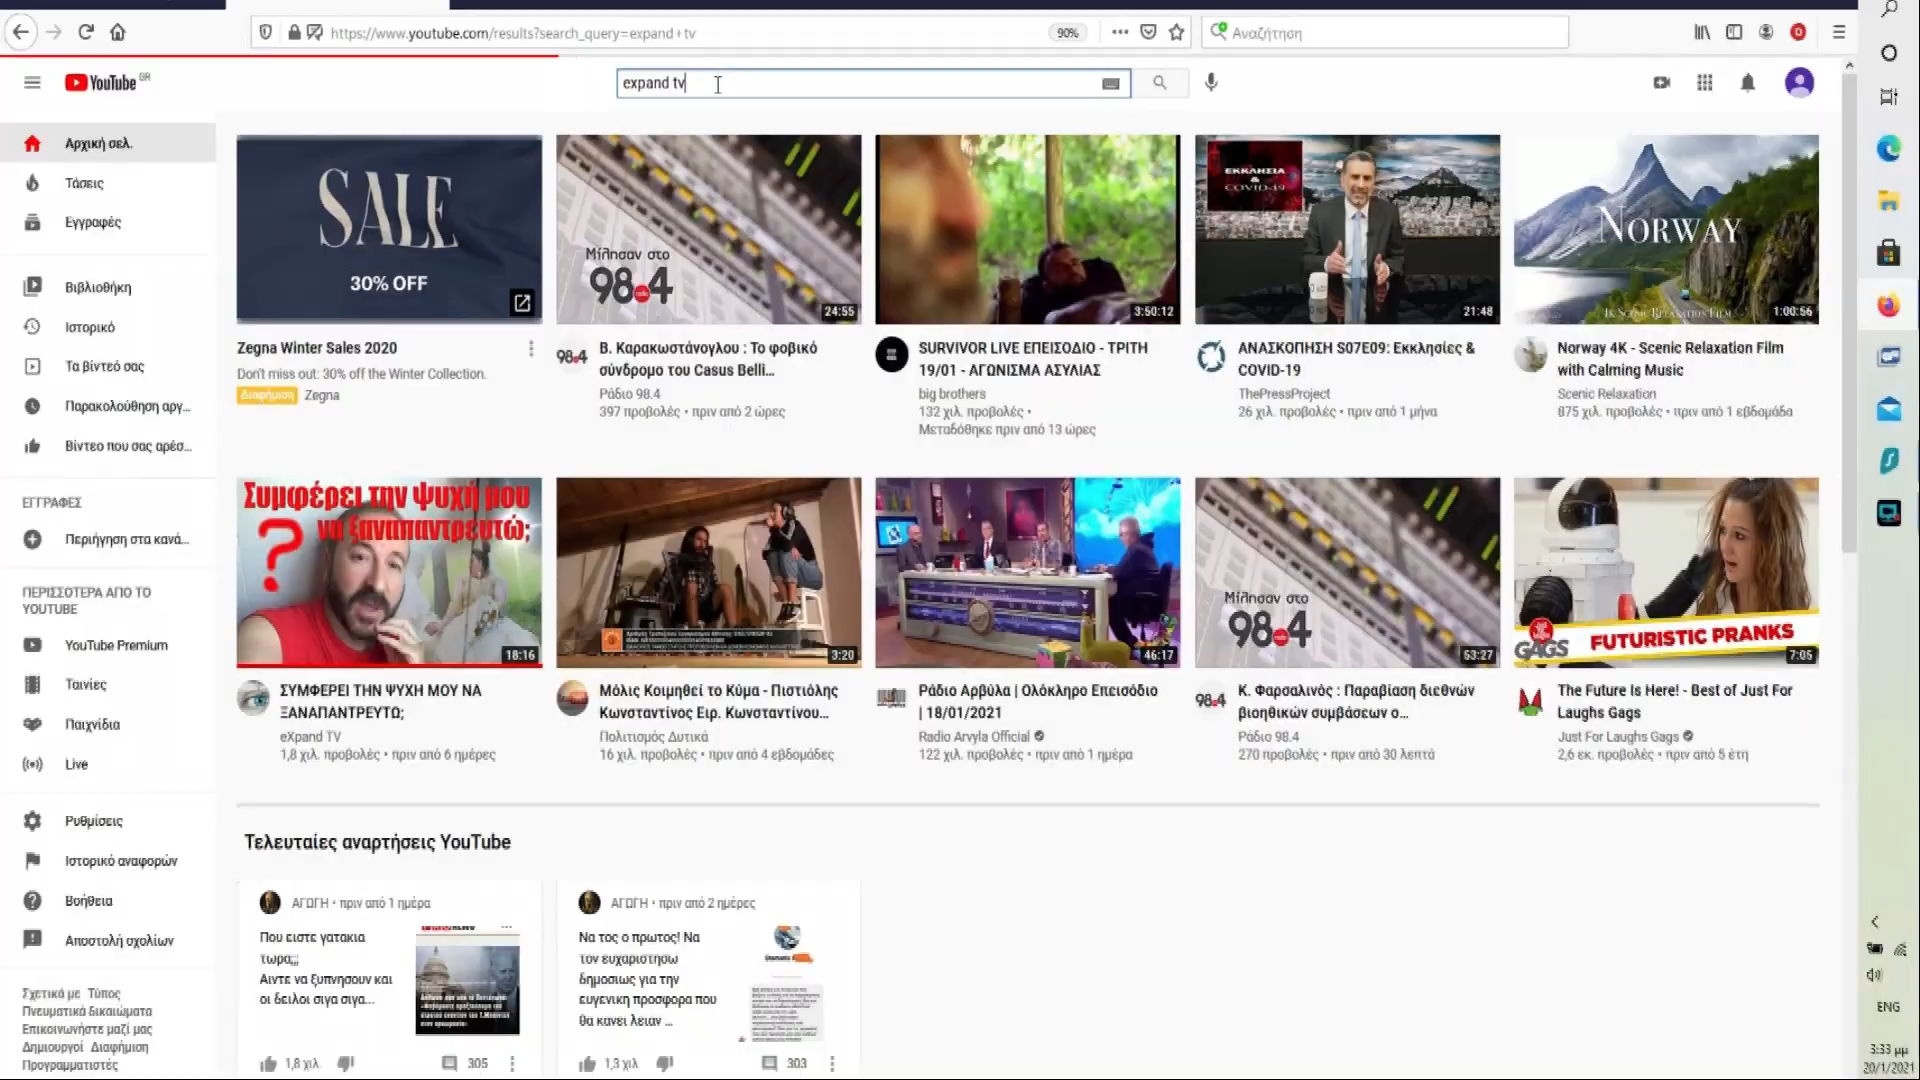 https://www.youtube.com/results?search_query=expand+tv
90%
Αναζήτηση
YouTube GR
expand tv
Αρχική σελ.
Τάσεις
Εγγραφές
Βιβλιοθήκη
Ιστορικό
Τα βίντεό σας
Παρακολούθηση αργ...
Βίντεο που σας αρέσ...
ΕΓΓΡΑΦΕΣ
Περιήγηση στα κανά...
ΠΕΡΙΣΣΟΤΕΡΑ ΑΠΟ ΤΟ
YOUTUBE
YouTube Premium
Ταινίες
Παιχνίδια
Live
Ρυθμίσεις
Ιστορικό αναφορών
Βοήθεια
Αποστολή σχολίων
Σχετικά με Τύπος
Πνευματικά δικαιώματα
Επικοινωνήστε μαζί μας
Δημιουργοί Διαφήμιση
Προγραμματιστές
SALE
30% OFF
Zegna Winter Sales 2020
Don't miss out: 30% off the Winter Collection.
Διαφήμιση Zegna
Μίλησαν στο
98.4
24:55
98.4
Β. Καρακωστάνογλου : Το φοβικό
σύνδρομο του Casus Belli...
Ράδιο 98.4
397 προβολές • πριν από 2 ώρες
3:50:12
SURVIVOR LIVE ΕΠΕΙΣΟΔΙΟ - ΤΡΙΤΗ
19/01 - ΑΓΩΝΙΣΜΑ ΑΣΥΛΙΑΣ
big brothers
132 χιλ. προβολές •
Μεταδόθηκε πριν από 13 ώρες
ΕΚΚΛΗΣΙΑ
&
COVID-19
21:48
ΑΝΑΣΚΟΠΗΣΗ S07E09: Εκκλησίες &
COVID-19
ThePressProject
26 χιλ. προβολές • πριν από 1 μήνα
NORWAY
4K SCENIC RELAXATION FILM
1:00:56
Norway 4K - Scenic Relaxation Film
with Calming Music
Scenic Relaxation
875 χιλ. προβολές • πριν από 1 εβδομάδα
Συμφέρει την ψυχή μου
να ξαναπαντρευτώ;
?
18:16
ΣΥΜΦΕΡΕΙ ΤΗΝ ΨΥΧΗ ΜΟΥ ΝΑ
ΞΑΝΑΠΑΝΤΡΕΥΤΩ;
eXpand TV
1,8 χιλ. προβολές • πριν από 6 ημέρες
3:20
Μόλις Κοιμηθεί το Κύμα - Πιστιόλης
Κωνσταντίνος Ειρ. Κωνσταντίνου...
Πολιτισμός Δυτικά
16 χιλ. προβολές • πριν από 4 εβδομάδες
46:17
Ράδιο Αρβύλα | Ολόκληρο Επεισόδιο
| 18/01/2021
Radio Arvyla Official
122 χιλ. προβολές • πριν από 1 ημέρα
Μίλησαν στο
98.4
53:27
98.4
Κ. Φαρσαλινός : Παραβίαση διεθνών
βιοηθικών συμβάσεων ο...
Ράδιο 98.4
270 προβολές • πριν από 30 λεπτά
GAGS
FUTURISTIC PRANKS
7:05
The Future Is Here! - Best of Just For
Laughs Gags
Just For Laughs Gags
2,6 εκ. προβολές • πριν από 5 έτη
Τελευταίες αναρτήσεις YouTube
ΑΓΩΓΗ • πριν από 1 ημέρα
Που ειστε γατακια
τωρα;;;
Αιντε να ξυπνησουν και
οι δειλοι σιγα σιγα...
1,8 χιλ.
305
ΑΓΩΓΗ • πριν από 2 ημέρες
Να τος ο πρωτος! Να
τον ευχαριστησω
δημοσιως για την
ευγενικη προσφορα που
θα κανει λειαν ...
1,3 χιλ.
303
ENG
3:33 μμ
20/1/2021